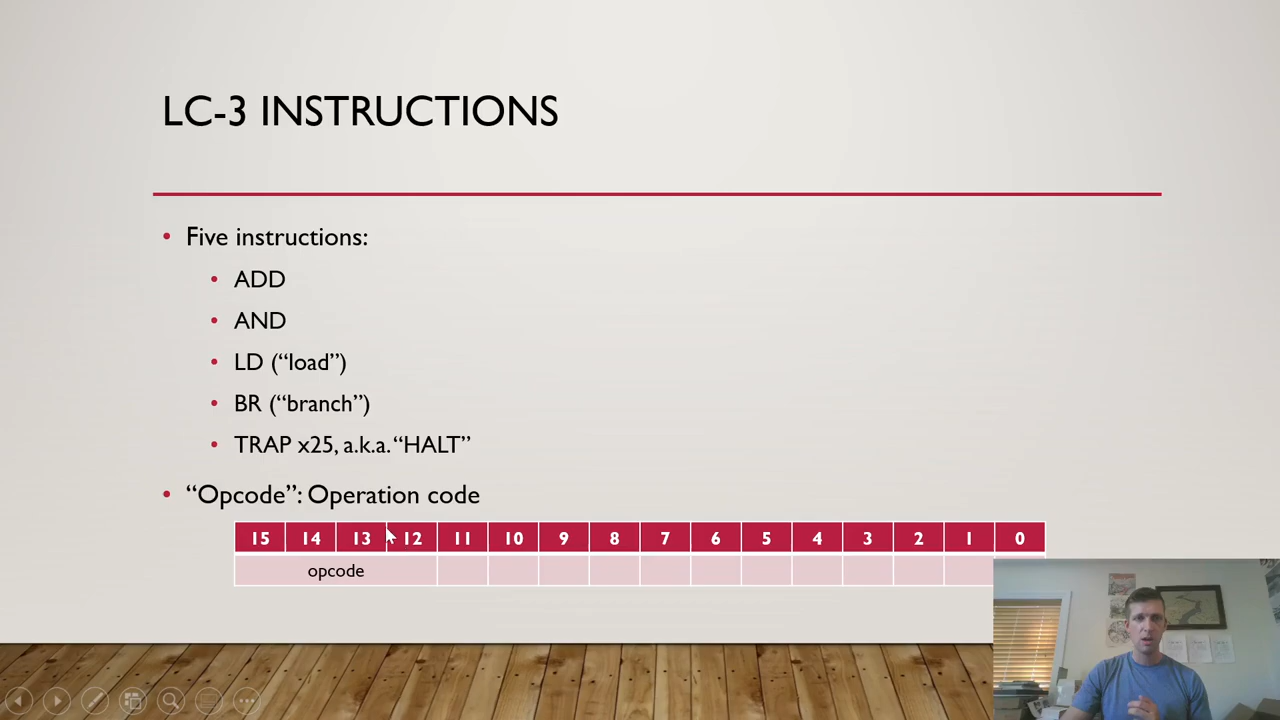 LC-3 INSTRUCTIONS
• Five instructions:
• ADD
• AND
• LD (“load”)
• BR (“branch”)
• TRAP x25, a.k.a. “HALT”
• “Opcode”: Operation code
15 14 13 12 11 10 9 8 7 6 5 4 3 2 1 0
opcode